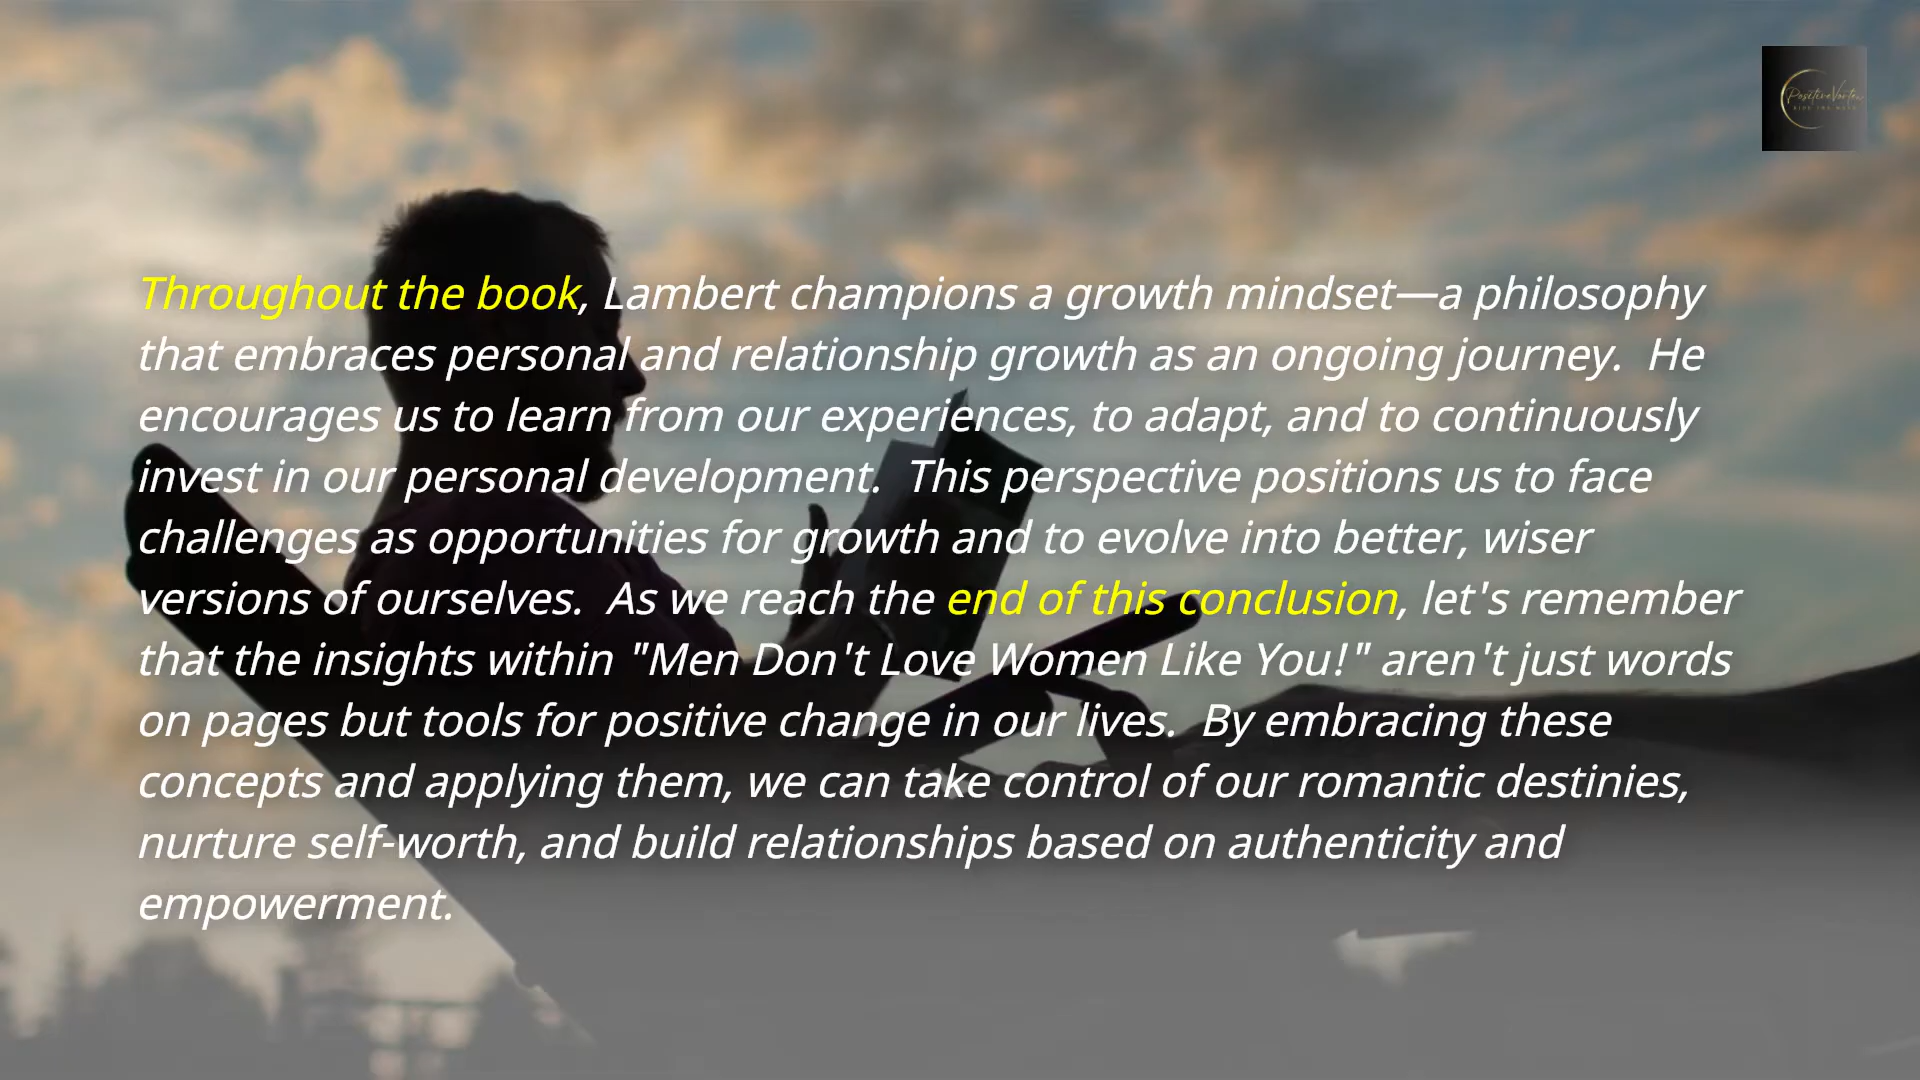 PositiveVortex
Throughout the book, Lambert champions a growth mindset—a philosophy
that embraces personal and relationship growth as an ongoing journey.  He
encourages us to learn from our experiences, to adapt, and to continuously
invest in our personal development.  This perspective positions us to face
challenges as opportunities for growth and to evolve into better, wiser
versions of ourselves.  As we reach the end of this conclusion, let's remember
that the insights within "Men Don't Love Women Like You!" aren't just words
on pages but tools for positive change in our lives.  By embracing these
concepts and applying them, we can take control of our romantic destinies,
nurture self-worth, and build relationships based on authenticity and
empowerment.